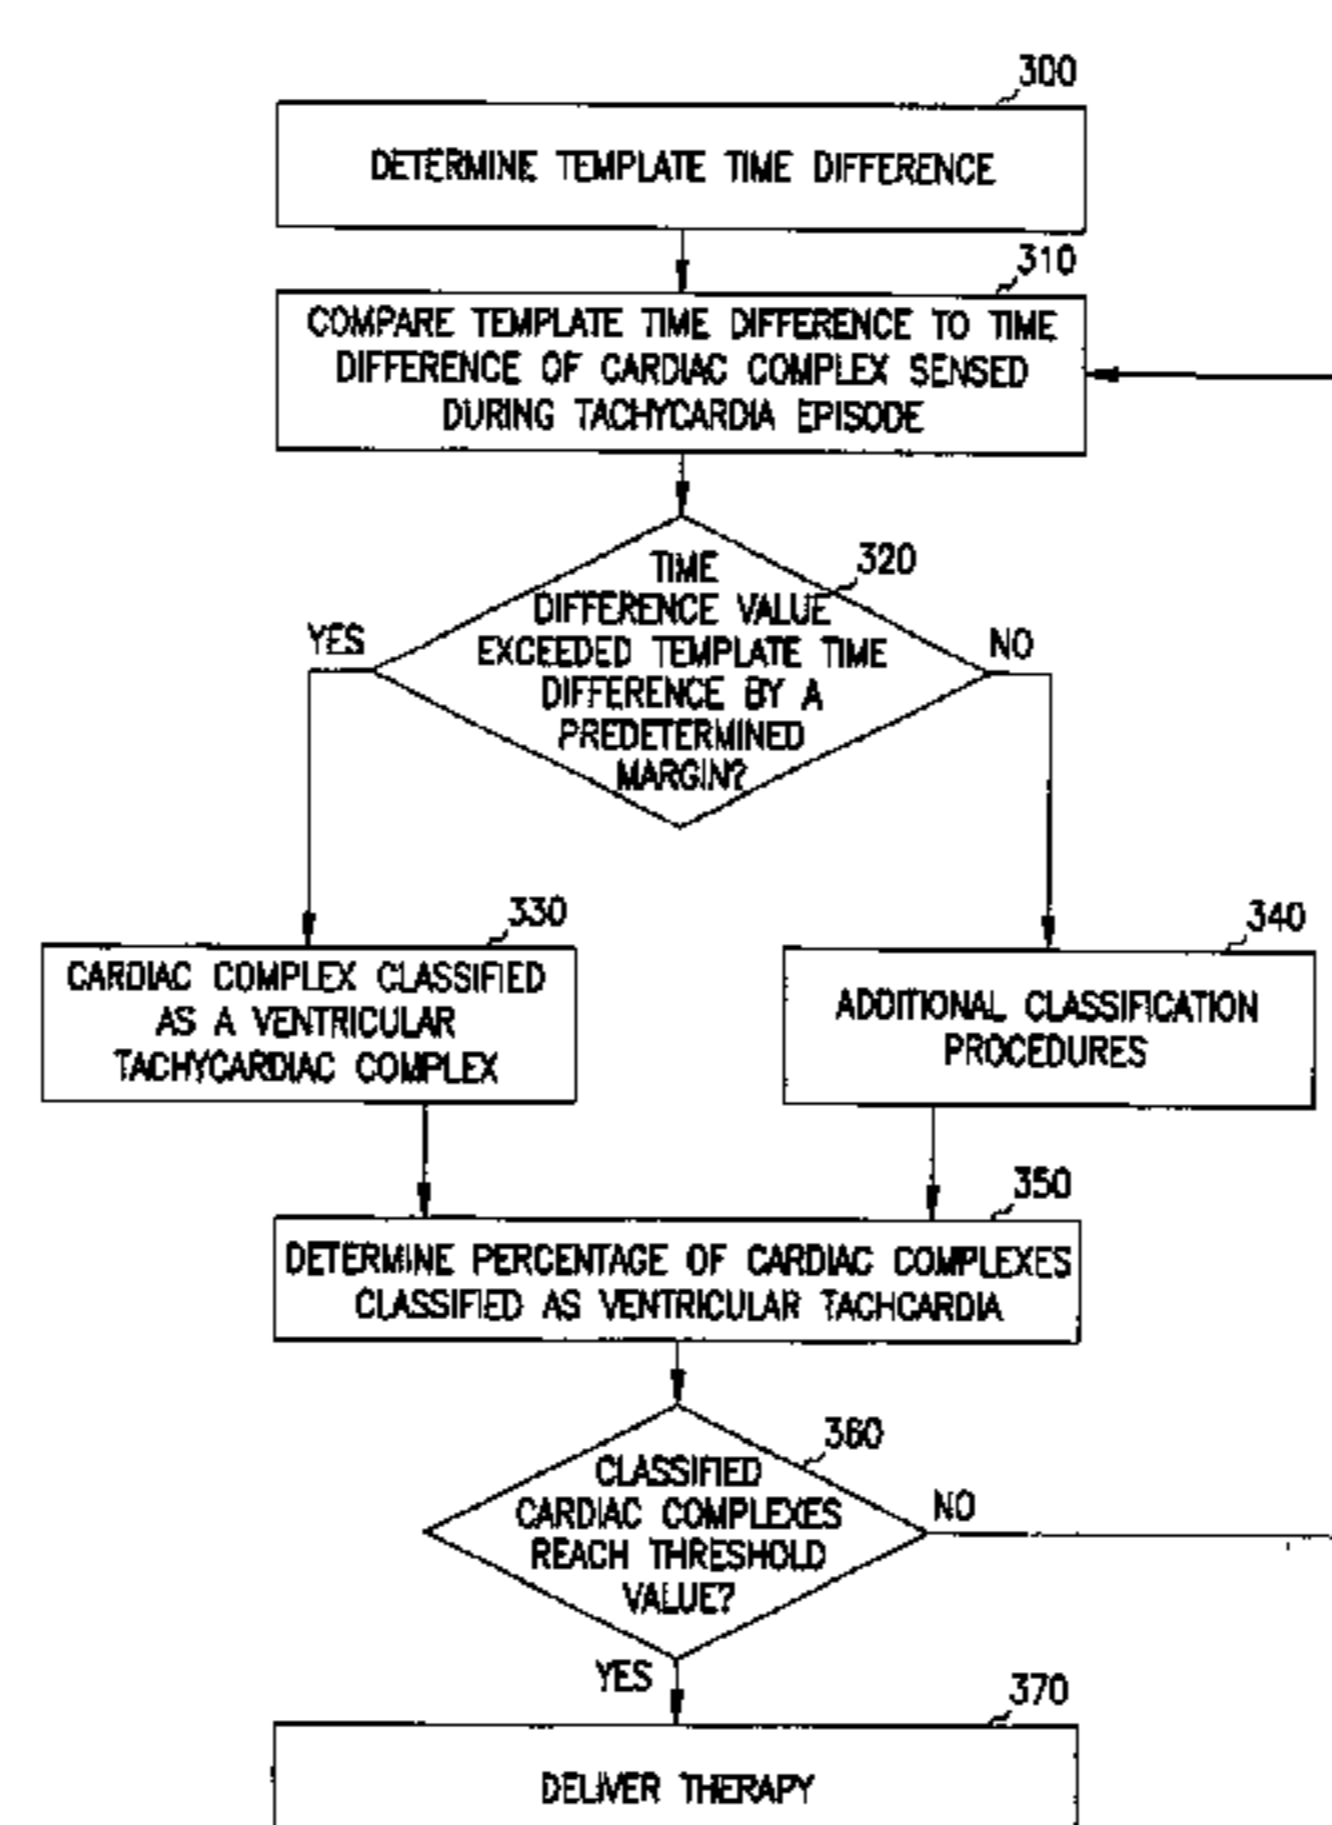 300
DETERMINE TEMPLATE TIME DIFFERENCE
310
COMPARE TEMPLATE TIME DIFFERENCE TO TIME
DIFFERENCE OF CARDIAC COMPLEX SENSED
DURING TACHYCARDIA EPISODE
320
TIME
DIFFERENCE VALUE
EXCEEDED TEMPLATE TIME
DIFFERENCE BY A
PREDETERMINED
MARGIN?
YES
NO
330
CARDIAC COMPLEX CLASSIFIED
AS A VENTRICULAR
TACHYCARDIAC COMPLEX
340
ADDITIONAL CLASSIFICATION
PROCEDURES
350
DETERMINE PERCENTAGE OF CARDIAC COMPLEXES
CLASSIFIED AS VENTRICULAR TACHCARDIA
360
CLASSIFIED
CARDIAC COMPLEXES
REACH THRESHOLD
VALUE?
NO
YES
370
DELIVER THERAPY